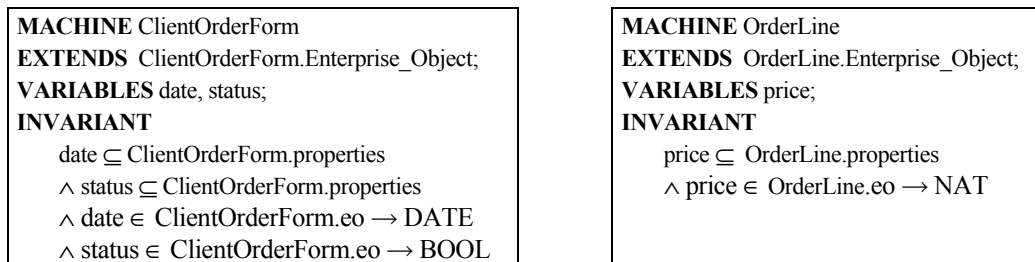 MACHINE ClientOrderForm
EXTENDS ClientOrderForm.Enterprise_Object;
VARIABLES date, status;
INVARIANT
date ⊆ ClientOrderForm.properties
∧ status ⊆ ClientOrderForm.properties
∧ date ∈ ClientOrderForm.eo → DATE
∧ status ∈ ClientOrderForm.eo → BOOL
MACHINE OrderLine
EXTENDS OrderLine.Enterprise_Object;
VARIABLES price;
INVARIANT
price ⊆ OrderLine.properties
∧ price ∈ OrderLine.eo → NAT